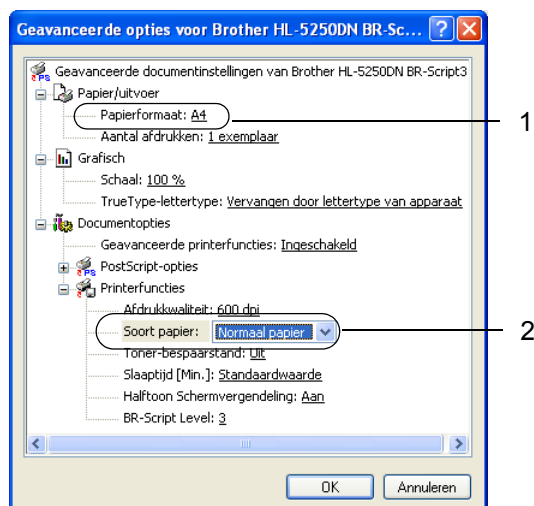 Geavanceerde opties voor Brother HL-5250DN BR-Sc...
Geavanceerde documentinstellingen van Brother HL-5250DN BR-Script3
Papier/uitvoer
Papierformaat: A4
1
Aantal afdrukken: 1 exemplaar
Grafisch
Schaal: 100 %
TrueType-lettertype: Vervangen door lettertype van apparaat
Documentopties
Geavanceerde printerfuncties: Ingeschakeld
PostScript-opties
Printerfuncties
Afdrukkwaliteit: 600 dpi
Soort papier: Normaal papier
2
Toner-bespaarstand: Uit
Slaaptijd [Min.]: Standaardwaarde
Halftoon Schermvergendeling: Aan
BR-Script Level: 3
OK
Annuleren